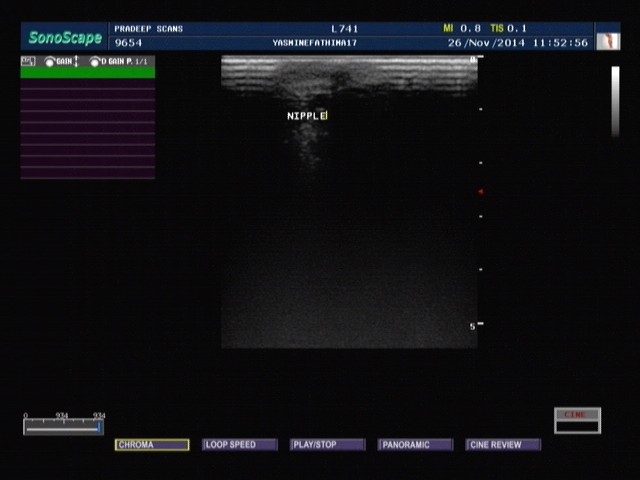 SonoScape
PRADEEP SCANS
L741
MI 0.8 TIS 0.1
9654
YASMINEFATHIMA17
26/Nov/2014 11:52:56
GAIN
D GAIN P. 1/1
0
NIPPLE
5
0 934 934
CINE
CHROMA
LOOP SPEED
PLAY/STOP
PANORAMIC
CINE REVIEW